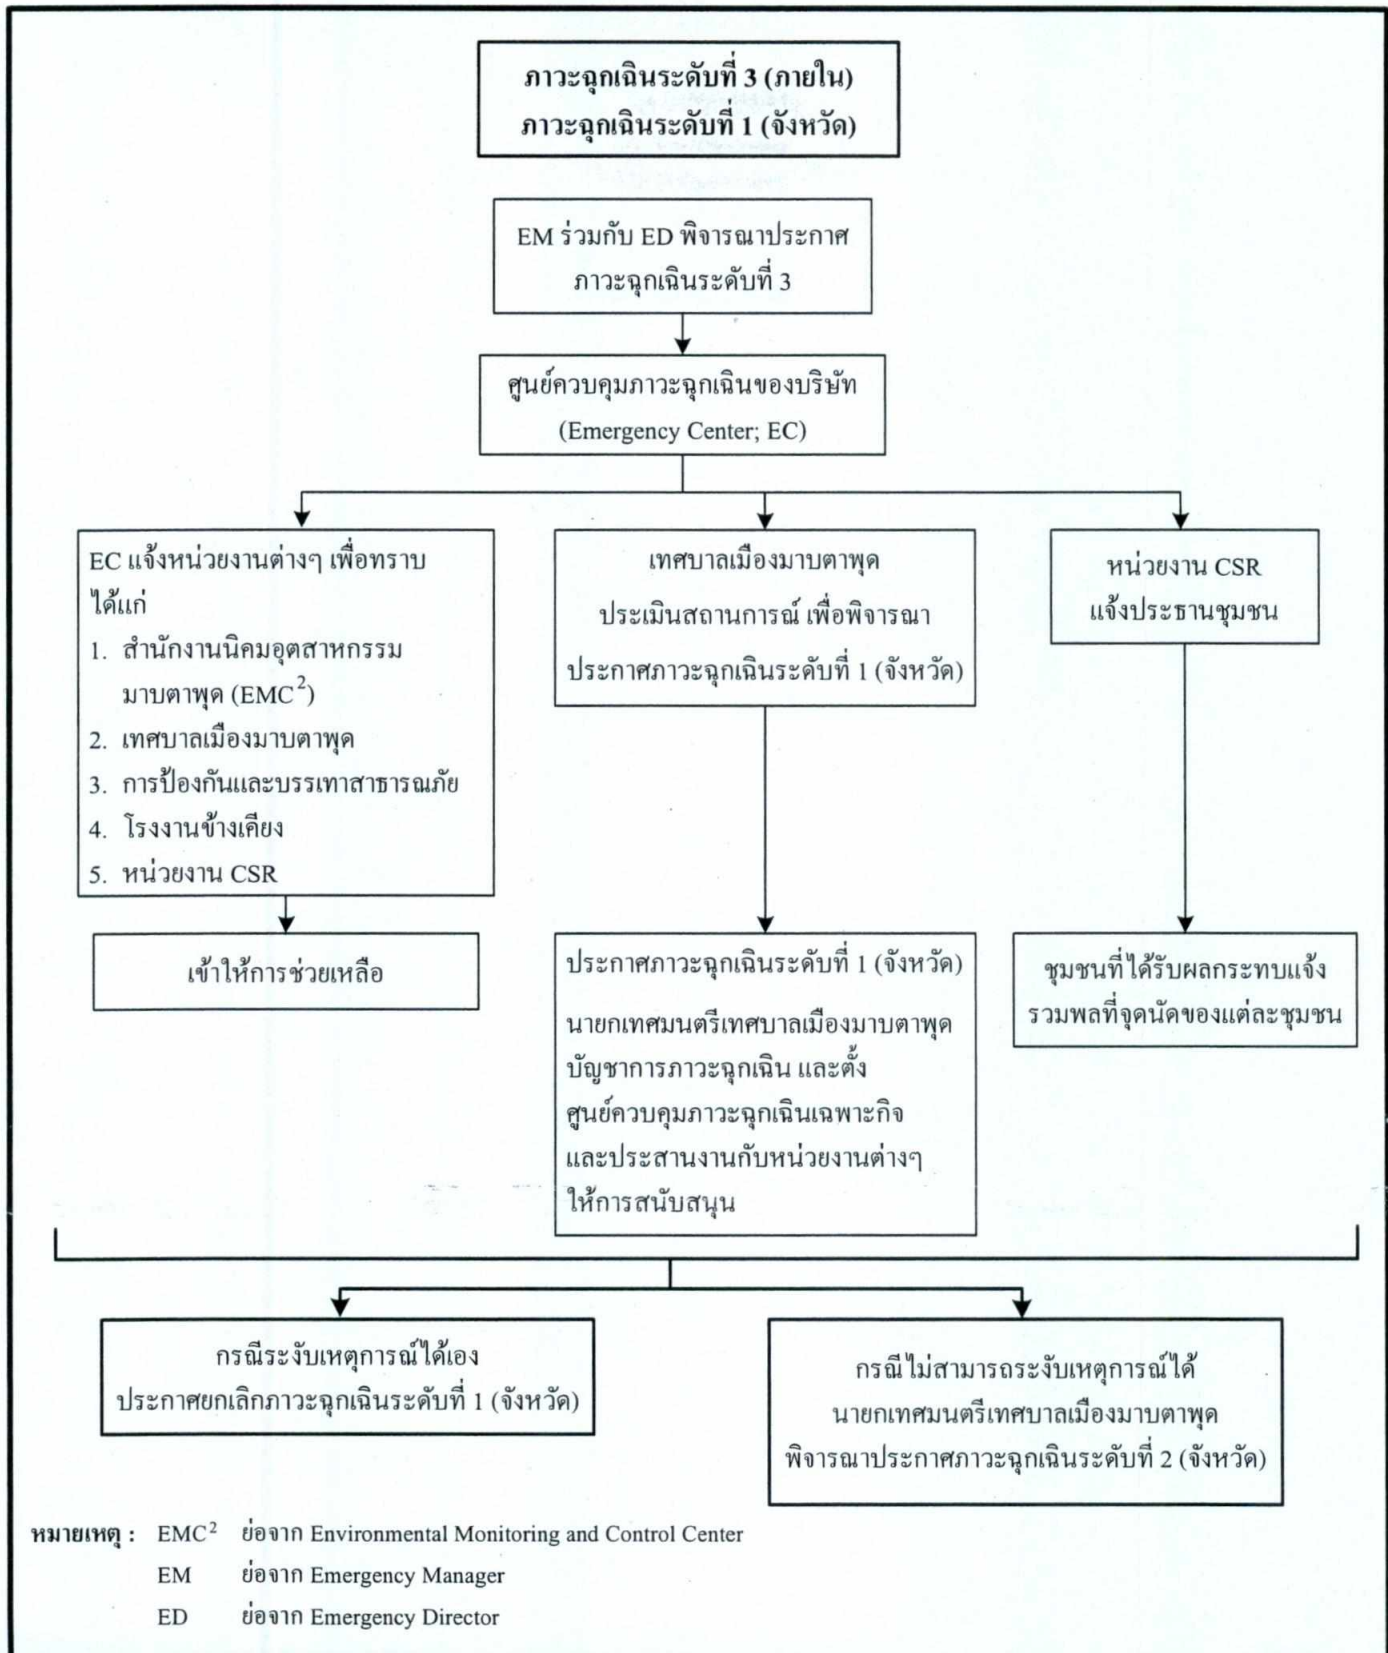 ภาวะฉุกเฉินระดับที่ 3 (ภายใน)
ภาวะฉุกเฉินระดับที่ 1 (จังหวัด)
EM ร่วมกับ ED พิจารณาประกาศ
ภาวะฉุกเฉินระดับที่ 3
ศูนย์ควบคุมภาวะฉุกเฉินของบริษัท
(Emergency Center; EC)
EC แจ้งหน่วยงานต่างๆ เพื่อทราบ
ได้แก่
1. สำนักงานนิคมอุตสาหกรรม
มาบตาพุด (EMC²)
2. เทศบาลเมืองมาบตาพุด
3. การป้องกันและบรรเทาสาธารณภัย
4. โรงงานข้างเคียง
5. หน่วยงาน CSR
เทศบาลเมืองมาบตาพุด
ประเมินสถานการณ์ เพื่อพิจารณา
ประกาศภาวะฉุกเฉินระดับที่ 1 (จังหวัด)
หน่วยงาน CSR
แจ้งประธานชุมชน
เข้าให้การช่วยเหลือ
ประกาศภาวะฉุกเฉินระดับที่ 1 (จังหวัด)
นายกเทศมนตรีเทศบาลเมืองมาบตาพุด
บัญชาการภาวะฉุกเฉิน และตั้ง
ศูนย์ควบคุมภาวะฉุกเฉินเฉพาะกิจ
และประสานงานกับหน่วยงานต่างๆ
ให้การสนับสนุน
ชุมชนที่ได้รับผลกระทบแจ้ง
รวมพลที่จุดนัดของแต่ละชุมชน
กรณีระงับเหตุการณ์ได้เอง
ประกาศยกเลิกภาวะฉุกเฉินระดับที่ 1 (จังหวัด)
กรณีไม่สามารถระงับเหตุการณ์ได้
นายกเทศมนตรีเทศบาลเมืองมาบตาพุด
พิจารณาประกาศภาวะฉุกเฉินระดับที่ 2 (จังหวัด)
หมายเหตุ : EMC² ย่อจาก Environmental Monitoring and Control Center
EM ย่อจาก Emergency Manager
ED ย่อจาก Emergency Director